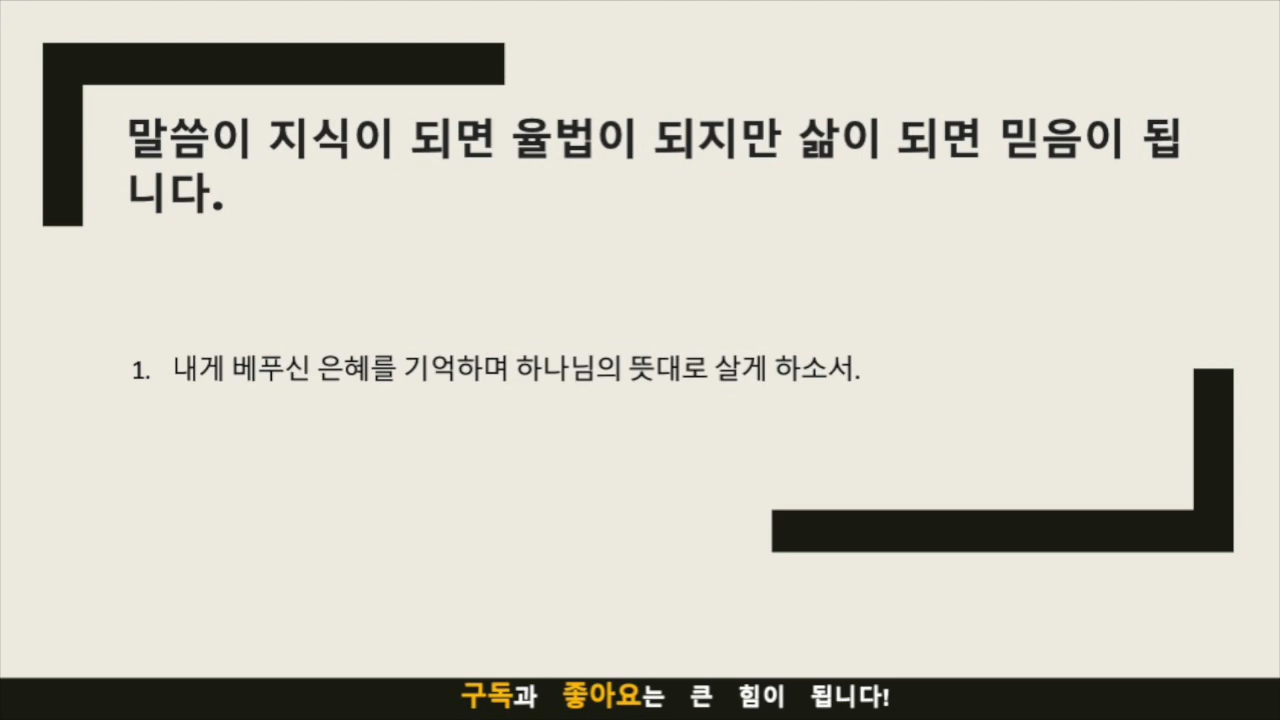 말씀이 지식이 되면 율법이 되지만 삶이 되면 믿음이 됩
니다.
1. 내게 베푸신 은혜를 기억하며 하나님의 뜻대로 살게 하소서.
구독과 좋아요는 큰 힘이 됩니다!